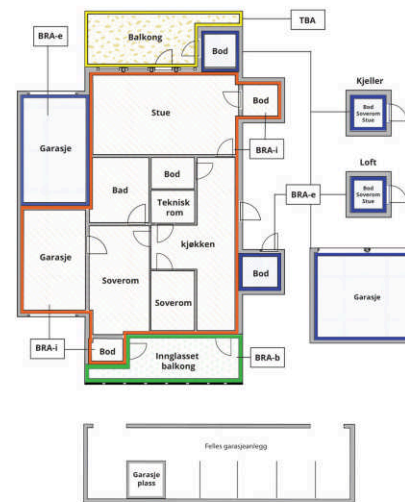 TBA
Balkong
BRA-e
Bod
Kjeller
Stue
Bod
Bod
Soverom
Stue
Garasje
BRA-i
Loft
Bad
Bod
BRA-e
Bod
Soverom
Stue
Teknisk
rom
Garasje
kjøkken
Bod
Soverom
Soverom
Garasje
BRA-i
Bod
Innglasset
balkong
BRA-b
Felles garasjeanlegg
Garasje
plass